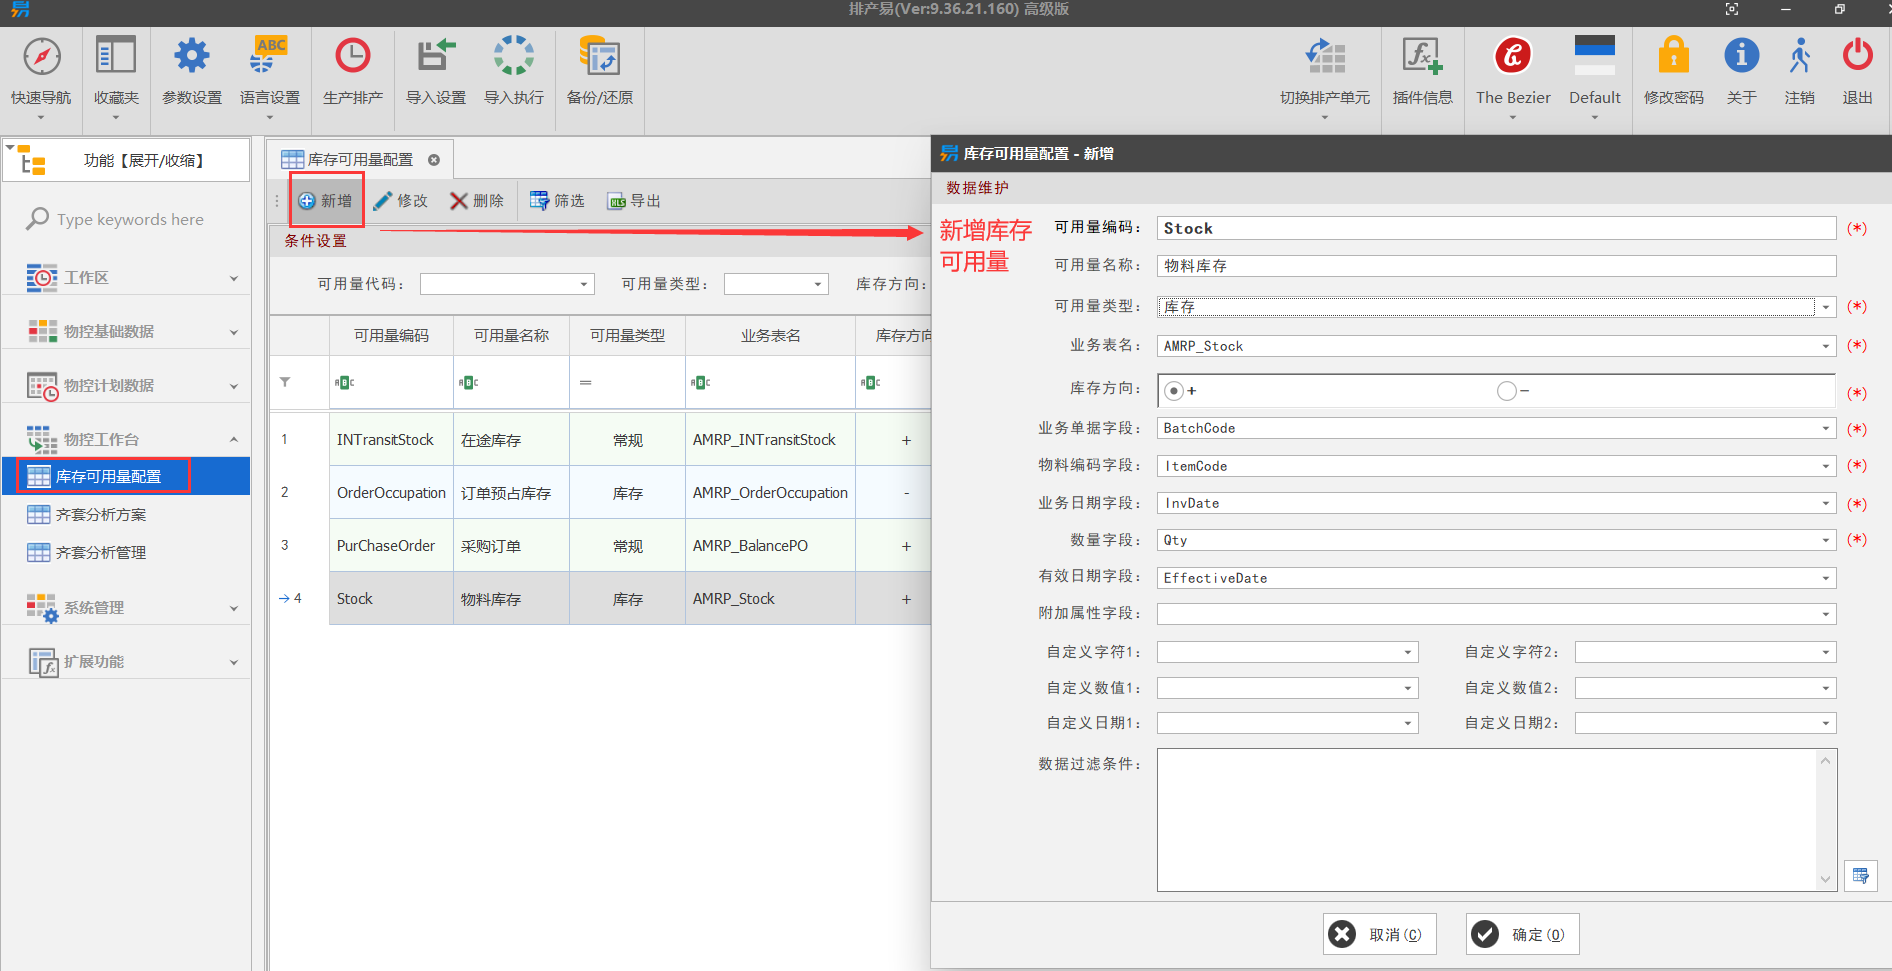 排产易(Ver:9.36.21.160) 高级版
快速导航
收藏夹
参数设置
ABC
语言设置
生产排产
导入设置
导入执行
备份/还原
切换排产单元
插件信息
The Bezier
Default
修改密码
关于
注销
退出
功能【展开/收缩】
Type keywords here
工作区
物控基础数据
物控计划数据
物控工作台
库存可用量配置
齐套分析方案
齐套分析管理
系统管理
扩展功能
库存可用量配置
新增 修改 删除 筛选 导出
条件设置
可用量代码: 可用量类型: 库存方向:
可用量编码 可用量名称 可用量类型 业务表名 库存方向
ABC ABC = ABC ABC
1 INTransitStock 在途库存 常规 AMRP_INTransitStock +
2 OrderOccupation 订单预占库存 库存 AMRP_OrderOccupation -
3 PurChaseOrder 采购订单 常规 AMRP_BalancePO +
4 Stock 物料库存 库存 AMRP_Stock +
新增库存
可用量
库存可用量配置 - 新增
数据维护
可用量编码: Stock (*)
可用量名称: 物料库存
可用量类型: 库存 (*)
业务表名: AMRP_Stock (*)
库存方向: + - (*)
业务单据字段: BatchCode (*)
物料编码字段: ItemCode (*)
业务日期字段: InvDate (*)
数量字段: Qty (*)
有效日期字段: EffectiveDate
附加属性字段:
自定义字符1: 自定义字符2:
自定义数值1: 自定义数值2:
自定义日期1: 自定义日期2:
数据过滤条件:
取消(C) 确定(O)